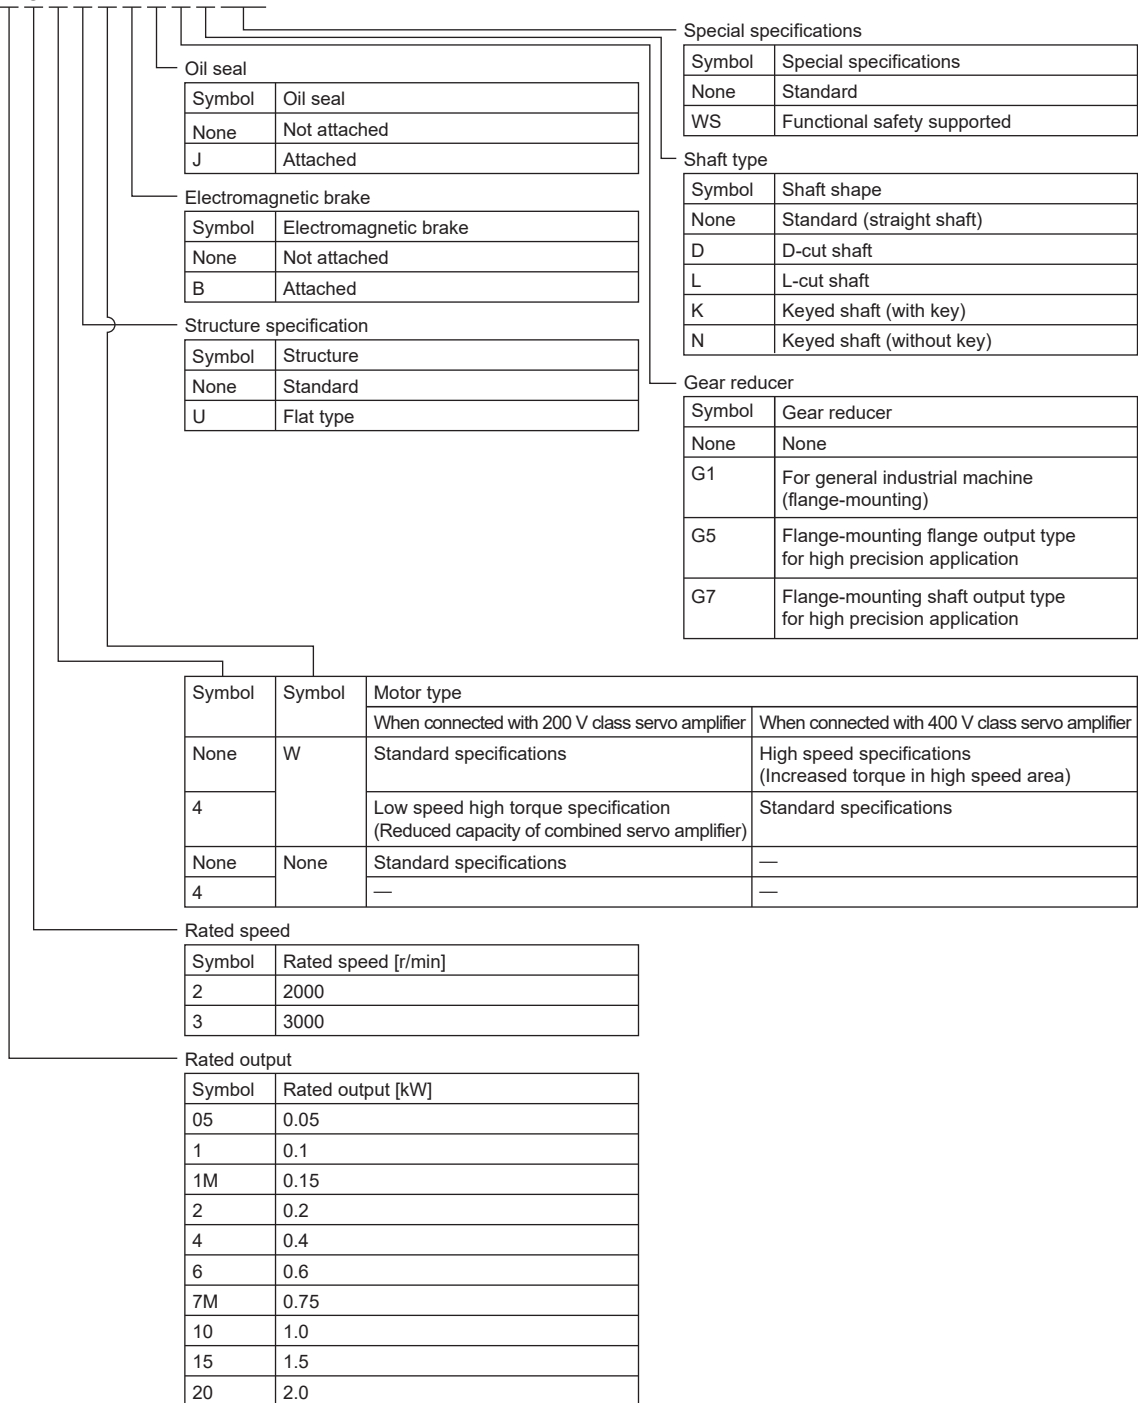 Special specifications
Symbol Special specifications
None Standard
WS Functional safety supported
Oil seal
Symbol Oil seal
None Not attached
J Attached
Shaft type
Symbol Shaft shape
None Standard (straight shaft)
D D-cut shaft
L L-cut shaft
K Keyed shaft (with key)
N Keyed shaft (without key)
Electromagnetic brake
Symbol Electromagnetic brake
None Not attached
B Attached
Structure specification
Symbol Structure
None Standard
U Flat type
Gear reducer
Symbol Gear reducer
None None
G1 For general industrial machine
(flange-mounting)
G5 Flange-mounting flange output type
for high precision application
G7 Flange-mounting shaft output type
for high precision application
Symbol Symbol Motor type
When connected with 200 V class servo amplifier When connected with 400 V class servo amplifier
None W Standard specifications High speed specifications
(Increased torque in high speed area)
4 Low speed high torque specification Standard specifications
(Reduced capacity of combined servo amplifier)
None None Standard specifications —
4 — —
Rated speed
Symbol Rated speed [r/min]
2 2000
3 3000
Rated output
Symbol Rated output [kW]
05 0.05
1 0.1
1M 0.15
2 0.2
4 0.4
6 0.6
7M 0.75
10 1.0
15 1.5
20 2.0